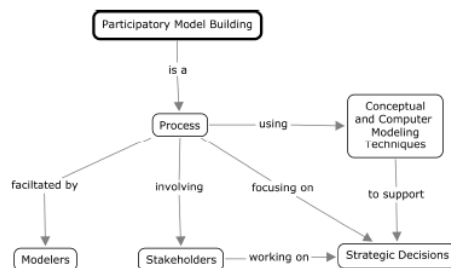 Participatory Model Building
is a
Process
using
Conceptual
and Computer
Modeling
Techniques
faciltated by
involving
focusing on
to support
Modelers
Stakeholders
working on
Strategic Decisions